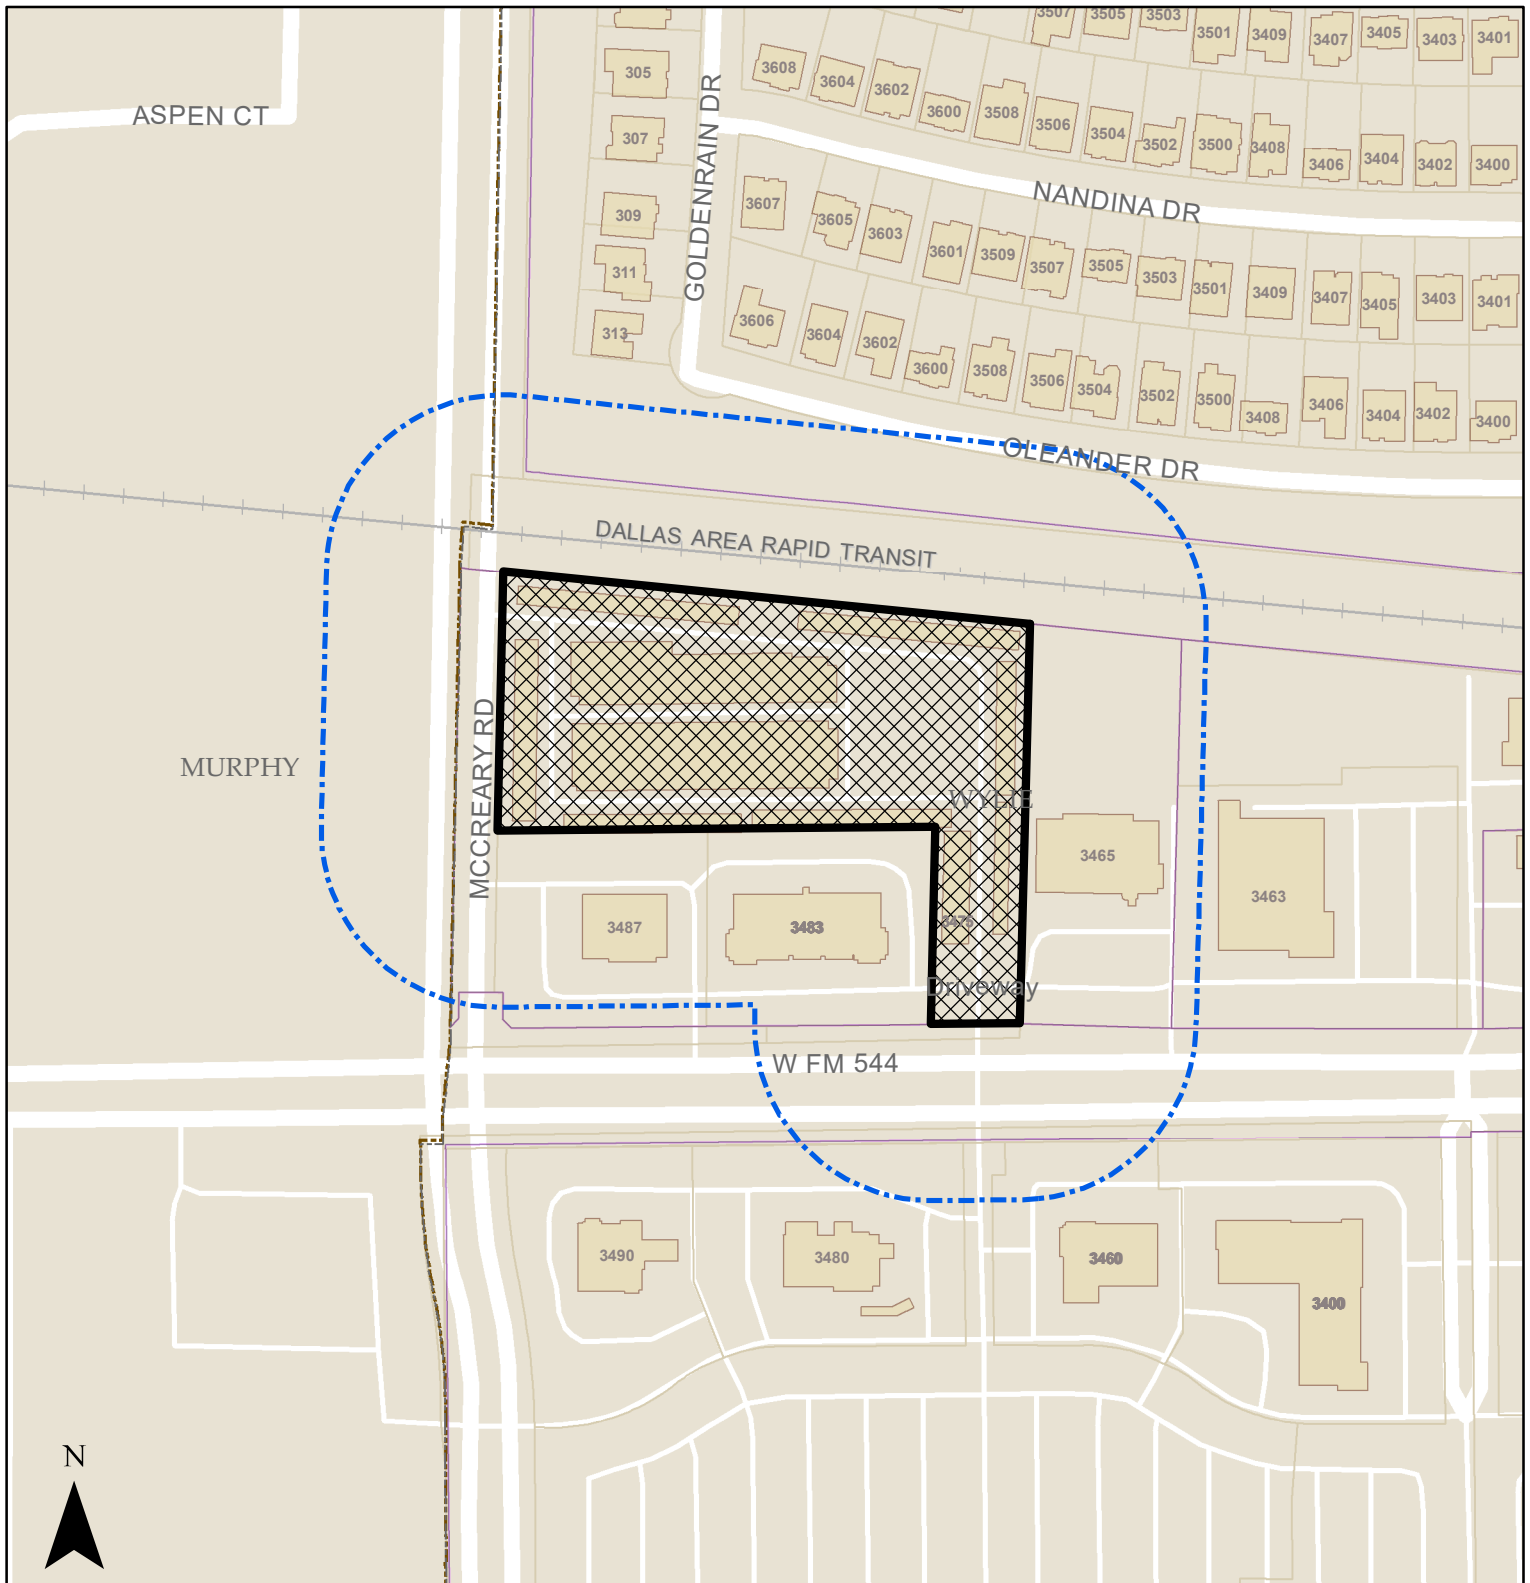 3507 3505 3503 3501 3409 3407 3405 3403 3401
305 3608 3604 3602 3600 3508 3506 3504 3502 3500 3408 3406 3404 3402 3400
ASPEN CT
307
GOLDENRAIN DR
NANDINA DR
309 3607 3605 3603 3601 3509 3507 3505 3503 3501 3409 3407 3405 3403 3401
311
313 3606 3604 3602 3600 3508 3506 3504 3502 3500 3408 3406 3404 3402 3400
OLEANDER DR
DALLAS AREA RAPID TRANSIT
MURPHY
MCCREARY RD
WYLIE
3465
3463
3487 3483 3475
Driveway
W FM 544
3490 3480 3460
3400
N